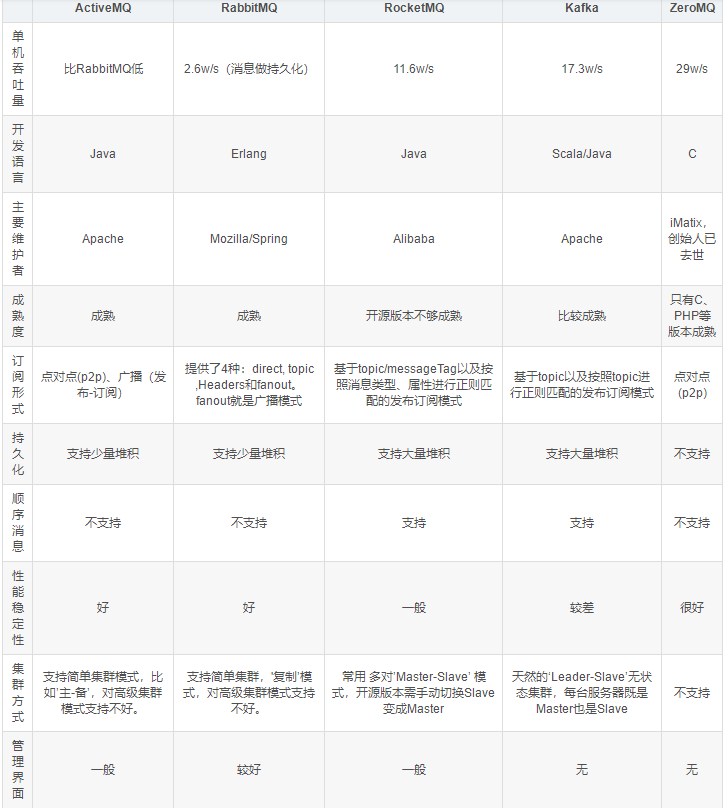 ActiveMQ RabbitMQ RocketMQ Kafka ZeroMQ
单
机
吞
吐
量
比RabbitMQ低
2.6w/s（消息做持久化）
11.6w/s
17.3w/s
29w/s
开
发
语
言
Java
Erlang
Java
Scala/Java
C
主
要
维
护
者
Apache
Mozilla/Spring
Alibaba
Apache
iMatix，
创始人已
去世
成
熟
度
成熟
成熟
开源版本不够成熟
比较成熟
只有C、
PHP等
版本成熟
订
阅
形
式
点对点(p2p)、广播（发
布-订阅）
提供了4种：direct, topic
,Headers和fanout。
fanout就是广播模式
基于topic/messageTag以及按
照消息类型、属性进行正则匹
配的发布订阅模式
基于topic以及按照topic进
行正则匹配的发布订阅模式
点对点
(p2p)
持
久
化
支持少量堆积
支持少量堆积
支持大量堆积
支持大量堆积
不支持
顺
序
消
息
不支持
不支持
支持
支持
不支持
性
能
稳
定
性
好
好
一般
较差
很好
集
群
方
式
支持简单集群模式，比
如'主-备'，对高级集群
模式支持不好。
支持简单集群，'复制'模
式，对高级集群模式支持
不好。
常用 多对'Master-Slave' 模
式，开源版本需手动切换Slave
变成Master
天然的'Leader-Slave'无状
态集群，每台服务器既是
Master也是Slave
不支持
管
理
界
面
一般
较好
一般
无
无